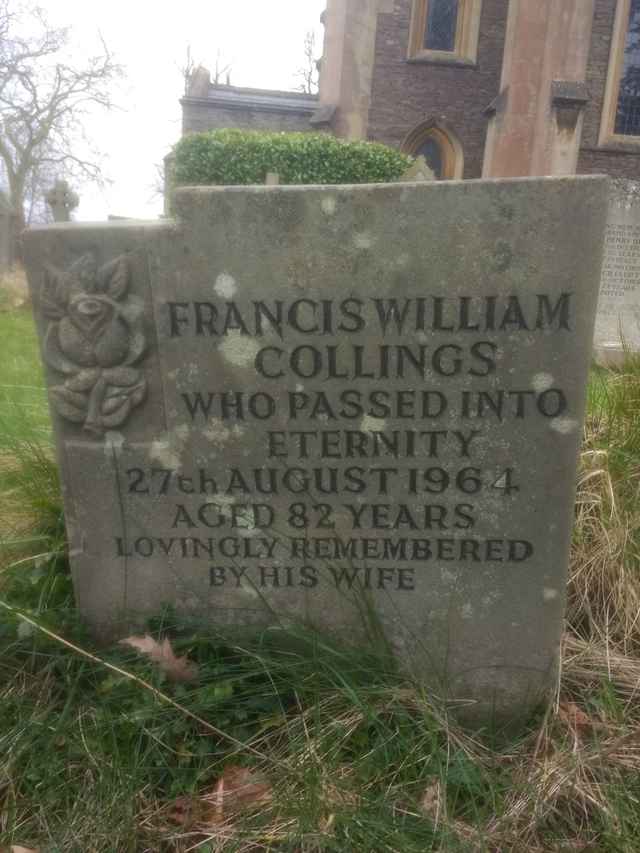 FRANCIS WILLIAM
COLLINGS
WHO PASSED INTO
ETERNITY
27th AUGUST 1964
AGED 82 YEARS
LOVINGLY REMEMBERED
BY HIS WIFE